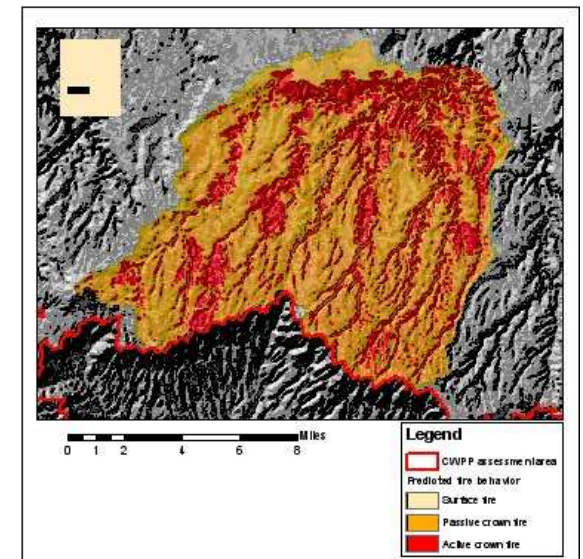 Miles
0 1 2 4 6 8
Legend
CWPP assessment area
Predicted fire behavior
Surface fire
Passive crown fire
Active crown fire